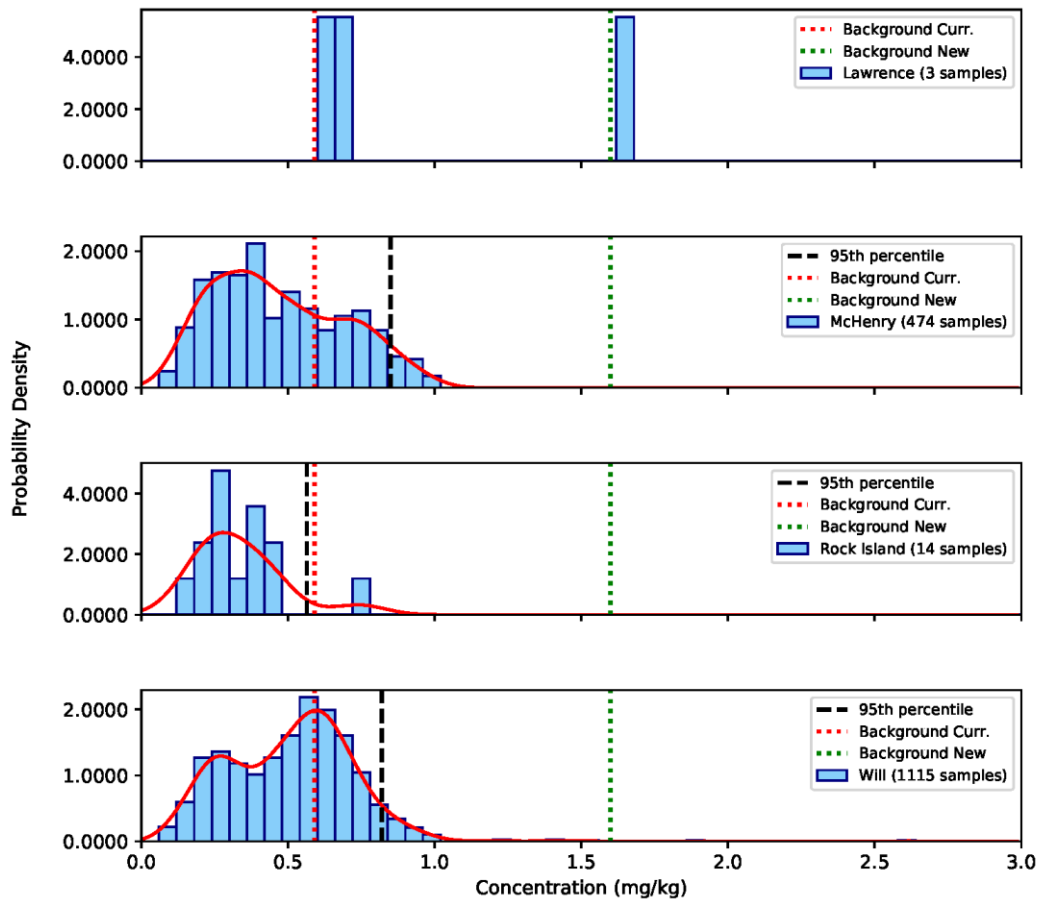 Background Curr.
Background New
Lawrence (3 samples)
4.0000
2.0000
0.0000
95th percentile
Background Curr.
Background New
McHenry (474 samples)
2.0000
1.0000
0.0000
Probability Density
95th percentile
Background Curr.
Background New
Rock Island (14 samples)
4.0000
2.0000
0.0000
95th percentile
Background Curr.
Background New
Will (1115 samples)
2.0000
1.0000
0.0000
0.0 0.5 1.0 1.5 2.0 2.5 3.0
Concentration (mg/kg)